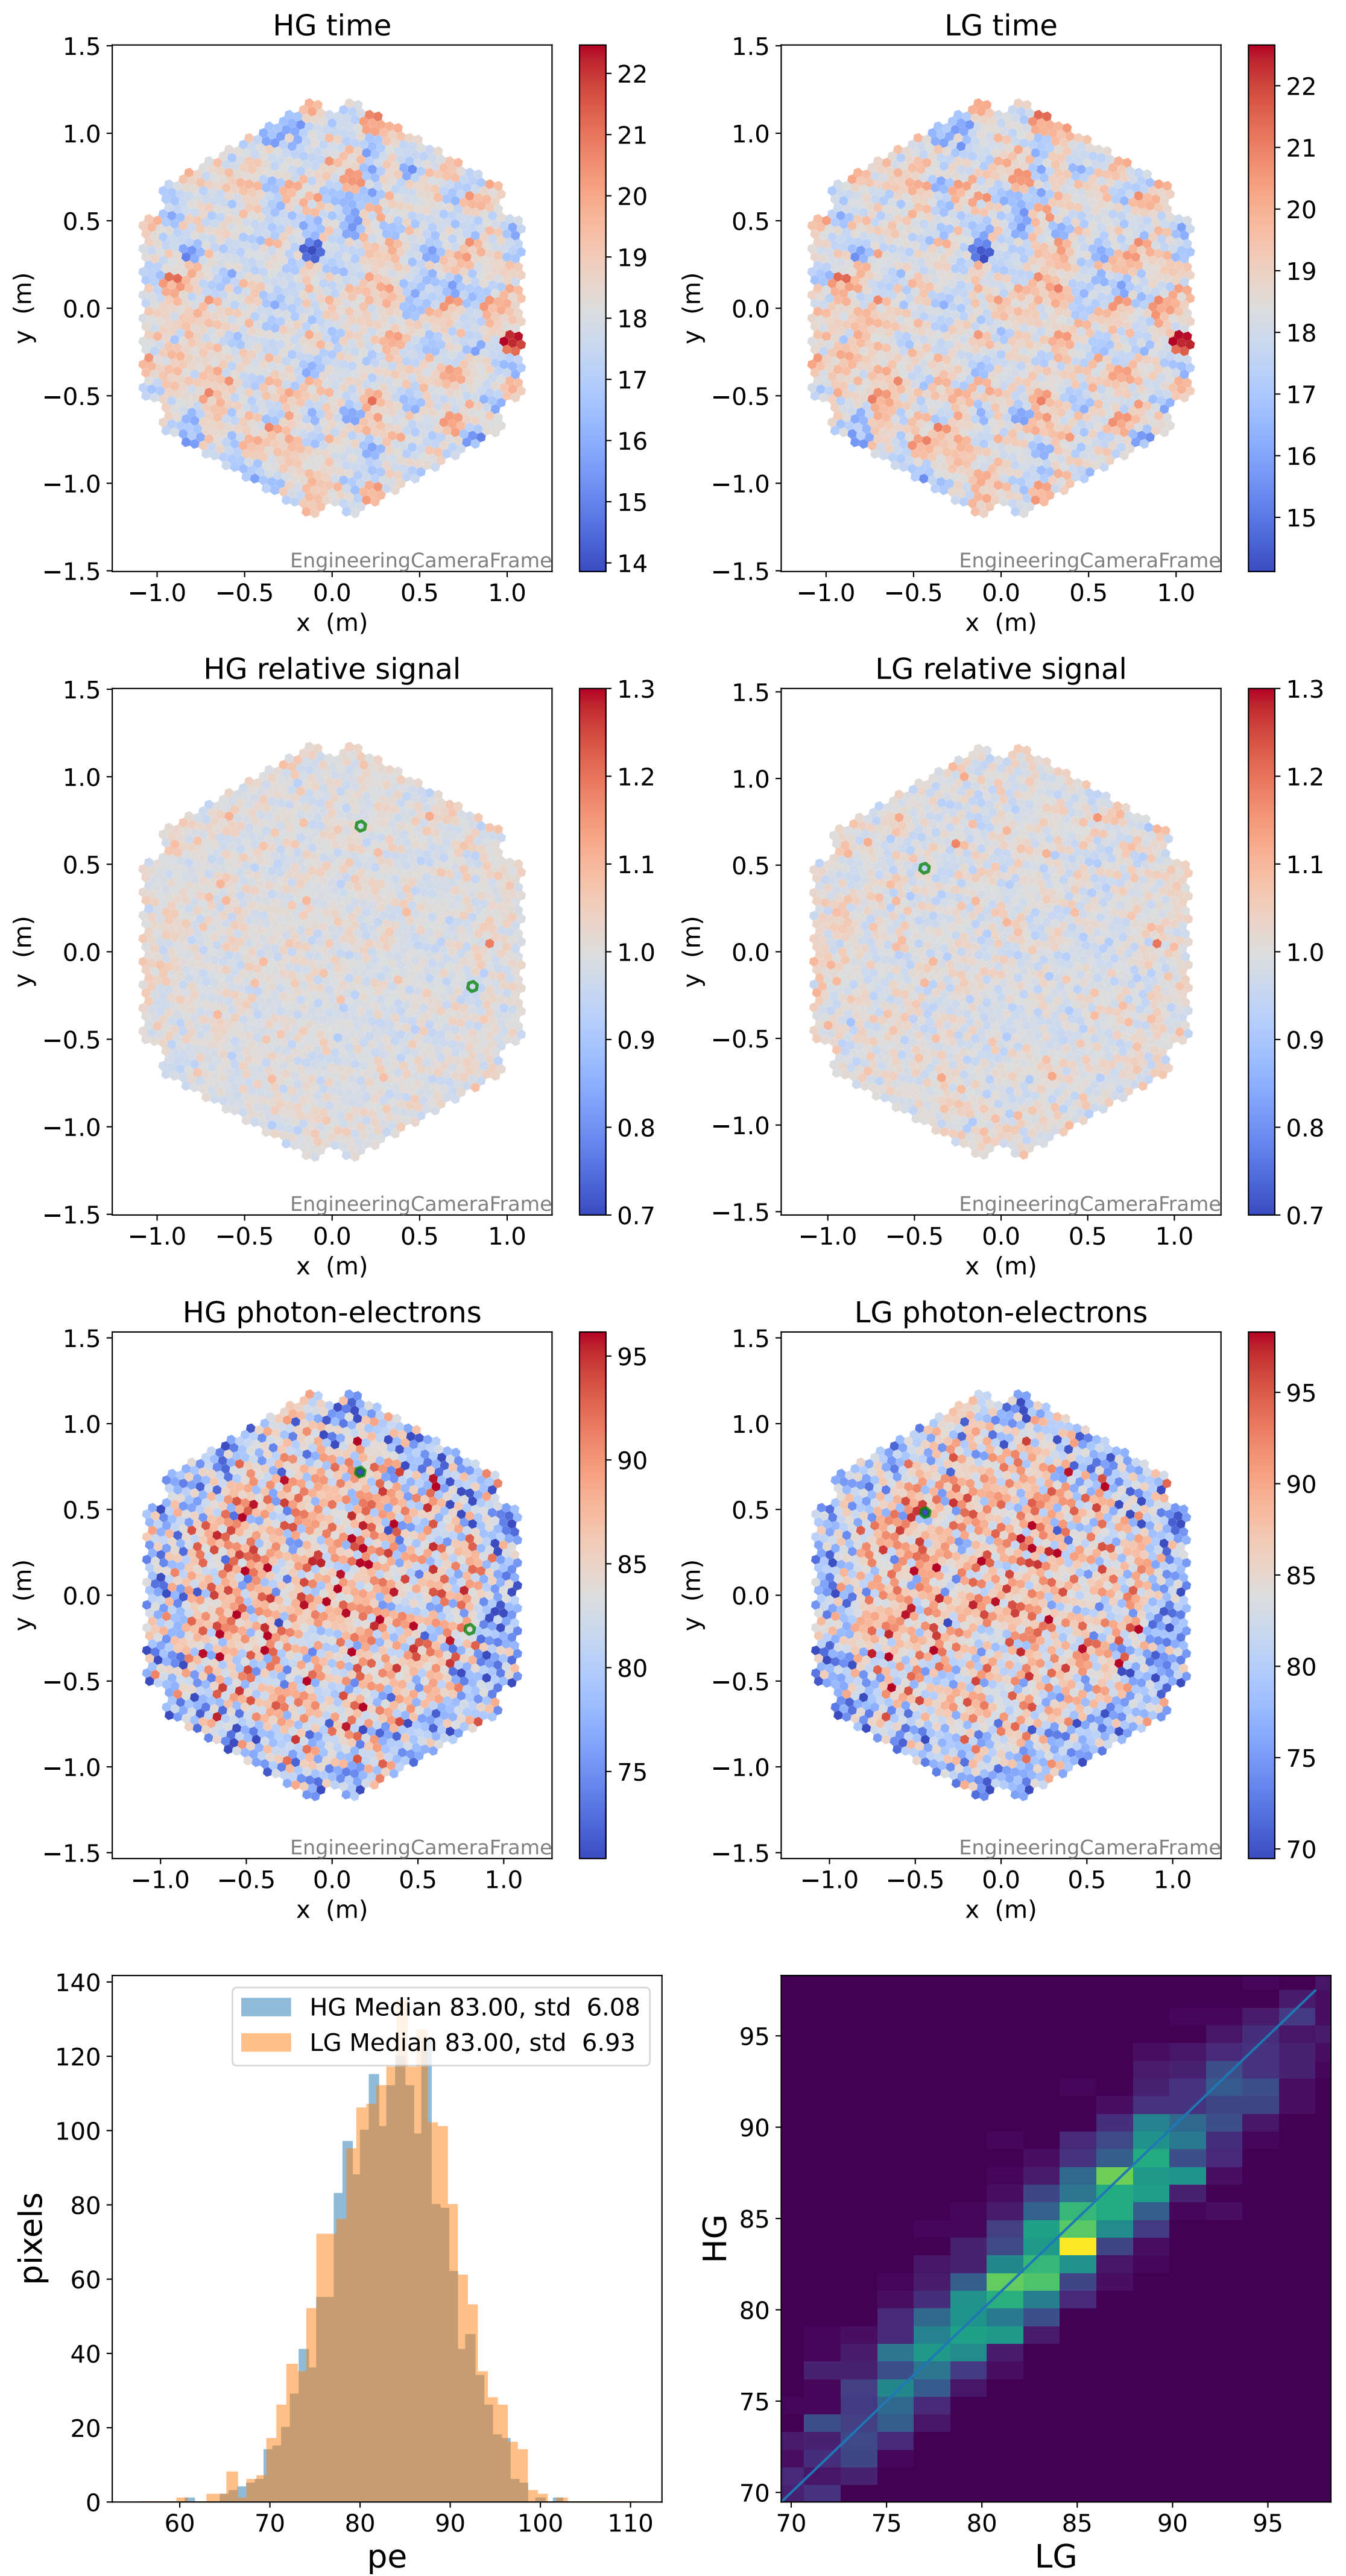 HG time
LG time
1.5
1.0
0.5
0.0
−0.5
−1.0
−1.5
y (m)
−1.0 −0.5 0.0 0.5 1.0
x (m)
EngineeringCameraFrame
22
21
20
19
18
17
16
15
14
1.5
1.0
0.5
0.0
−0.5
−1.0
−1.5
y (m)
−1.0 −0.5 0.0 0.5 1.0
x (m)
EngineeringCameraFrame
22
21
20
19
18
17
16
15
HG relative signal
LG relative signal
1.5
1.0
0.5
0.0
−0.5
−1.0
−1.5
y (m)
−1.0 −0.5 0.0 0.5 1.0
x (m)
EngineeringCameraFrame
1.3
1.2
1.1
1.0
0.9
0.8
0.7
1.5
1.0
0.5
0.0
−0.5
−1.0
−1.5
y (m)
−1.0 −0.5 0.0 0.5 1.0
x (m)
EngineeringCameraFrame
1.3
1.2
1.1
1.0
0.9
0.8
0.7
HG photon-electrons
LG photon-electrons
1.5
1.0
0.5
0.0
−0.5
−1.0
−1.5
y (m)
−1.0 −0.5 0.0 0.5 1.0
x (m)
EngineeringCameraFrame
95
90
85
80
75
1.5
1.0
0.5
0.0
−0.5
−1.0
−1.5
y (m)
−1.0 −0.5 0.0 0.5 1.0
x (m)
EngineeringCameraFrame
95
90
85
80
75
70
HG Median 83.00, std 6.08
LG Median 83.00, std 6.93
140
120
100
80
60
40
20
0
pixels
60 70 80 90 100 110
pe
95
90
85
80
75
70
HG
70 75 80 85 90 95
LG